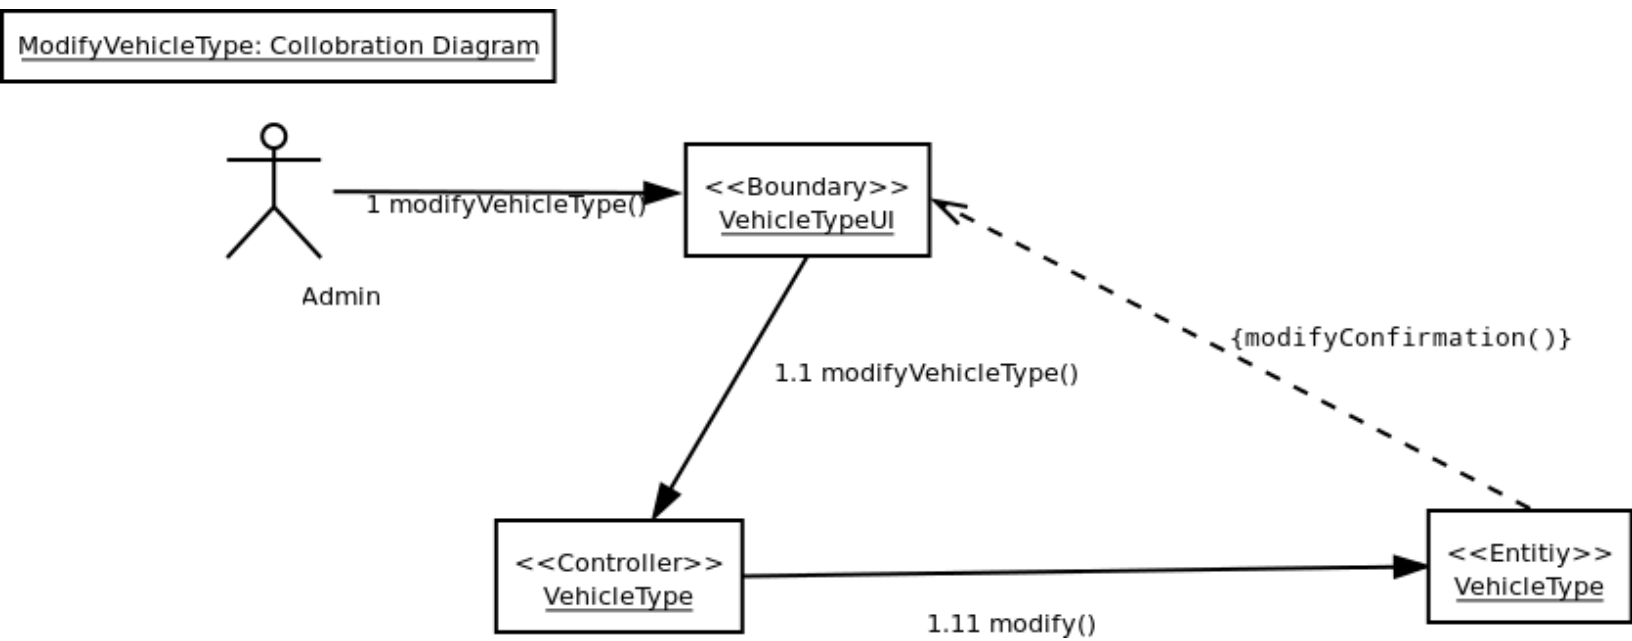 ModifyVehicleType: Collobration Diagram
<<Boundary>>
VehicleTypeUI
1 modifyVehicleType()
Admin
{modifyConfirmation()}
1.1 modifyVehicleType()
<<Controller>>
VehicleType
<<Entitiy>>
VehicleType
1.11 modify()